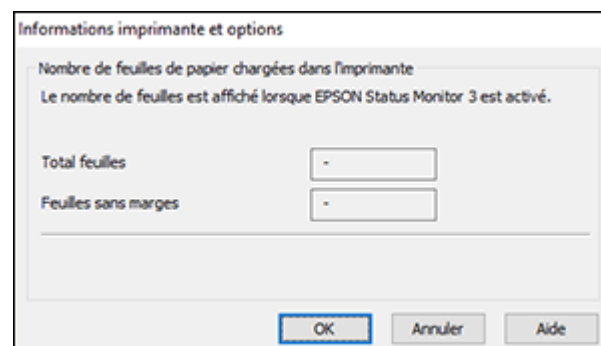 Informations imprimante et options
Nombre de feuilles de papier chargées dans l'imprimante
Le nombre de feuilles est affiché lorsque EPSON Status Monitor 3 est activé.
Total feuilles -
Feuilles sans marges -
OK Annuler Aide